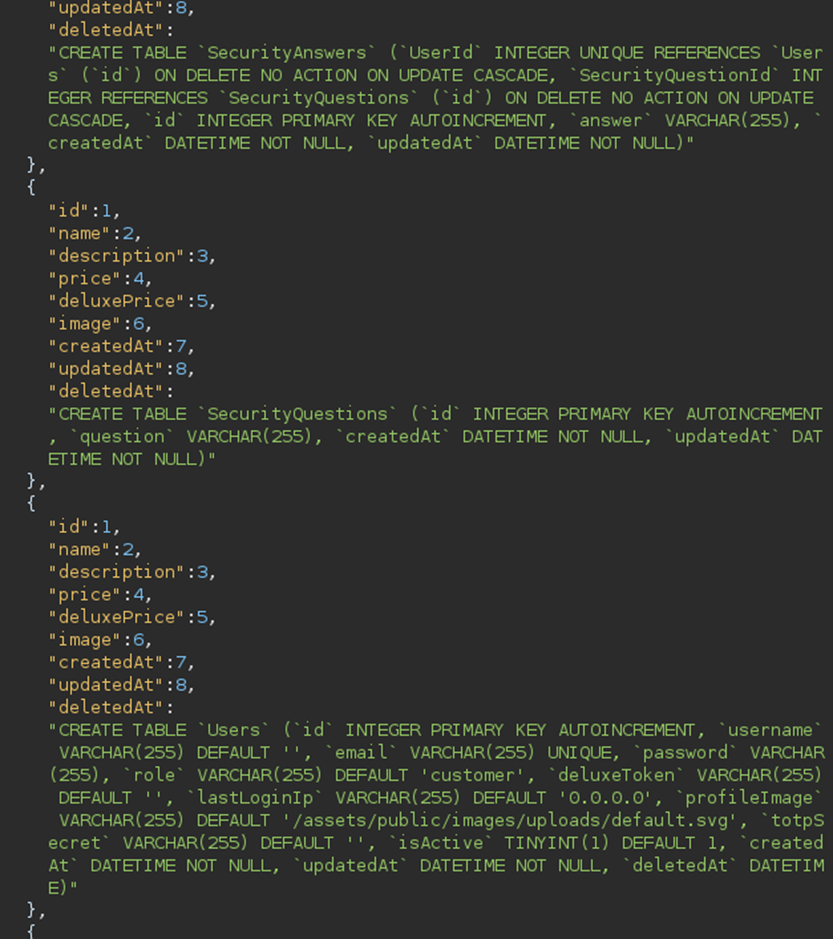 "updatedAt":8,
"deletedAt":
"CREATE TABLE `SecurityAnswers` (`UserId` INTEGER UNIQUE REFERENCES `User
s` (`id`) ON DELETE NO ACTION ON UPDATE CASCADE, `SecurityQuestionId` INT
EGER REFERENCES `SecurityQuestions` (`id`) ON DELETE NO ACTION ON UPDATE
CASCADE, `id` INTEGER PRIMARY KEY AUTOINCREMENT, `answer` VARCHAR(255), `
createdAt` DATETIME NOT NULL, `updatedAt` DATETIME NOT NULL)"
},
{
"id":1,
"name":2,
"description":3,
"price":4,
"deluxePrice":5,
"image":6,
"createdAt":7,
"updatedAt":8,
"deletedAt":
"CREATE TABLE `SecurityQuestions` (`id` INTEGER PRIMARY KEY AUTOINCREMENT
, `question` VARCHAR(255), `createdAt` DATETIME NOT NULL, `updatedAt` DAT
ETIME NOT NULL)"
},
{
"id":1,
"name":2,
"description":3,
"price":4,
"deluxePrice":5,
"image":6,
"createdAt":7,
"updatedAt":8,
"deletedAt":
"CREATE TABLE `Users` (`id` INTEGER PRIMARY KEY AUTOINCREMENT, `username`
VARCHAR(255) DEFAULT '', `email` VARCHAR(255) UNIQUE, `password` VARCHAR
(255), `role` VARCHAR(255) DEFAULT 'customer', `deluxeToken` VARCHAR(255)
DEFAULT '', `lastLoginIp` VARCHAR(255) DEFAULT '0.0.0.0', `profileImage`
VARCHAR(255) DEFAULT '/assets/public/images/uploads/default.svg', `totpS
ecret` VARCHAR(255) DEFAULT '', `isActive` TINYINT(1) DEFAULT 1, `created
At` DATETIME NOT NULL, `updatedAt` DATETIME NOT NULL, `deletedAt` DATETIM
E)"
},
{